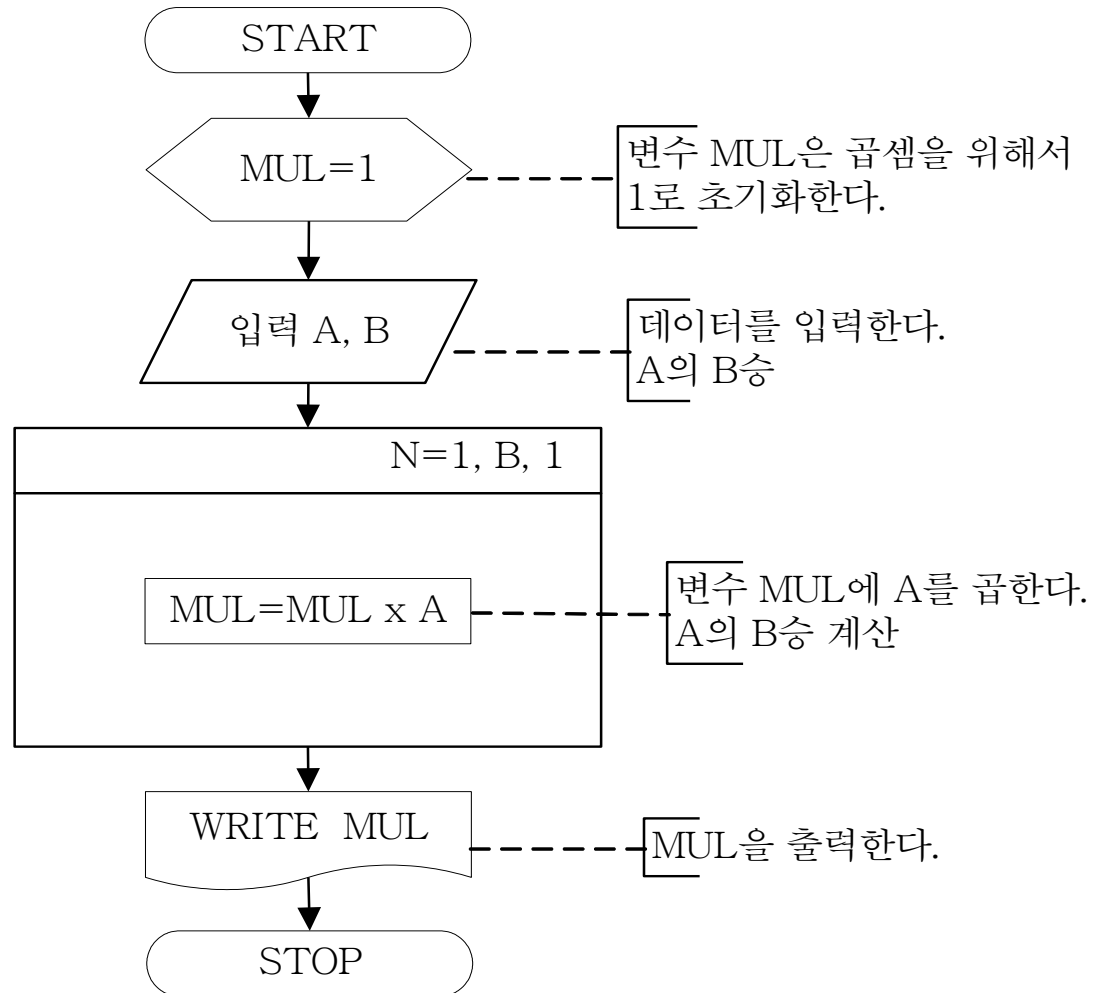 START
MUL=1
변수 MUL은 곱셈을 위해서
1로 초기화한다.
입력 A, B
데이터를 입력한다.
A의 B승
N=1, B, 1
MUL=MUL x A
변수 MUL에 A를 곱한다.
A의 B승 계산
WRITE MUL
MUL을 출력한다.
STOP